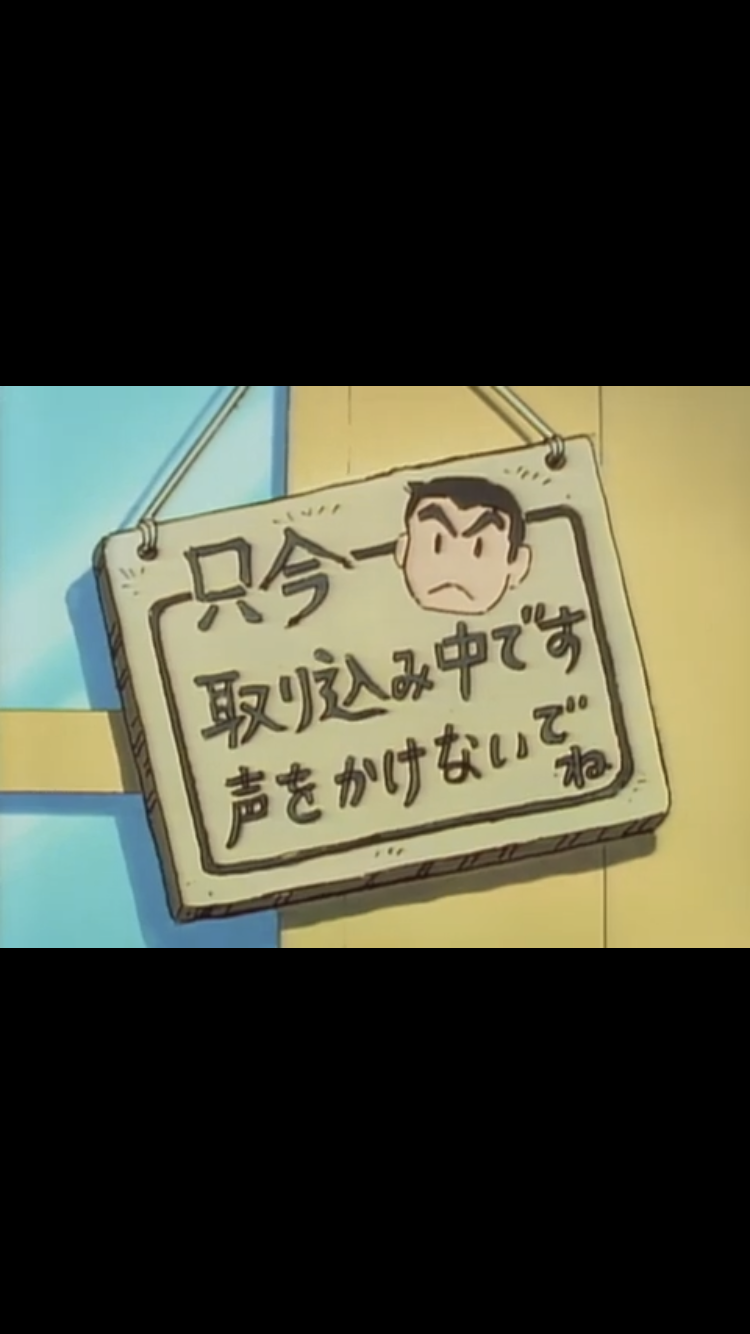 只今
取り込み中です
声をかけないで
ね